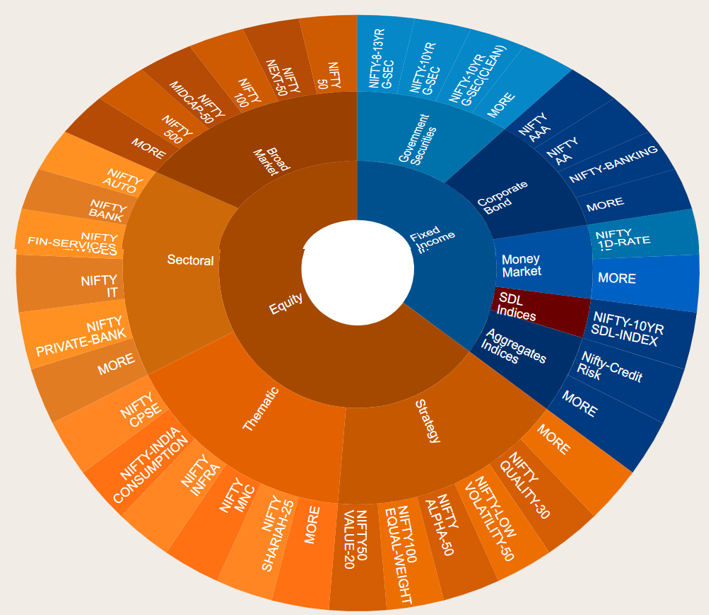 Equity
Fixed
Income
Broad
Market
Sectoral
Thematic
Strategy
Government
Securities
Corporate
Bond
Money
Market
SDL
Indices
Aggregates
Indices
NIFTY
50
NIFTY
NEXT-50
NIFTY
100
NIFTY
MIDCAP-50
NIFTY
500
MORE
NIFTY
AUTO
NIFTY
BANK
NIFTY
FIN-SERVICES
NIFTY
IT
NIFTY
PRIVATE-BANK
MORE
NIFTY
CPSE
NIFTY-INDIA
CONSUMPTION
NIFTY
INFRA
NIFTY
MNC
NIFTY
SHARIAH-25
MORE
NIFTY50
VALUE-20
NIFTY100
EQUAL-WEIGHT
NIFTY
ALPHA-50
NIFTY-LOW
VOLATILITY-50
NIFTY
QUALITY-30
MORE
NIFTY-8-13YR
G-SEC
NIFTY-10YR
G-SEC
NIFTY-10YR
G-SEC(CLEAN)
MORE
NIFTY
AAA
NIFTY
AA
NIFTY-BANKING
MORE
NIFTY
1D-RATE
MORE
NIFTY-10YR
SDL-INDEX
Nifty-Credit
Risk
MORE